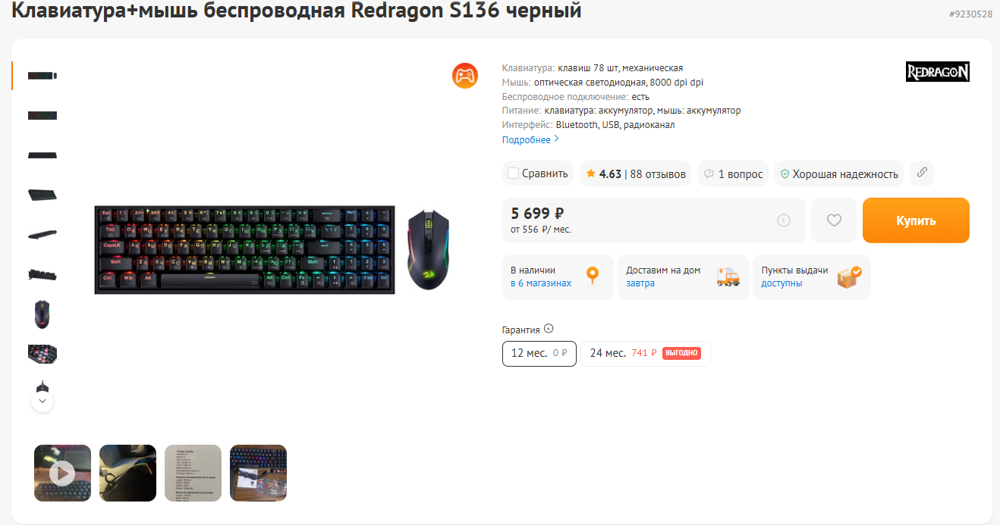 Клавиатура+мышь беспроводная Redragon S136 черный
#9230528
REDRAGON
Клавиатура: клавиш 78 шт, механическая
Мышь: оптическая светодиодная, 8000 dpi dpi
Беспроводное подключение: есть
Питание: клавиатура: аккумулятор, мышь: аккумулятор
Интерфейс: Bluetooth, USB, радиоканал
Подробнее
Сравнить
4.63 | 88 отзывов
1 вопрос
Хорошая надежность
5 699 ₽
от 556 ₽/ мес.
Купить
В наличии
в 6 магазинах
Доставим на дом
завтра
Пункты выдачи
доступны
Гарантия
12 мес. 0 ₽
24 мес. 741 ₽ ВЫГОДНО